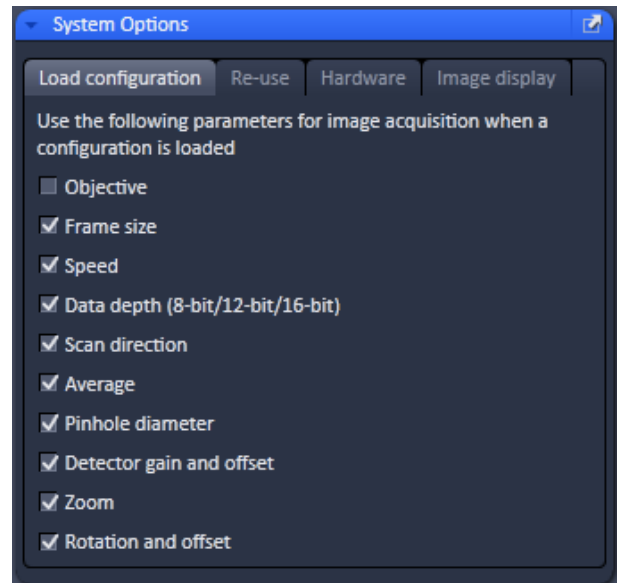 System Options
Load configuration Re-use Hardware Image display
Use the following parameters for image acquisition when a
configuration is loaded
Objective
Frame size
Speed
Data depth (8-bit/12-bit/16-bit)
Scan direction
Average
Pinhole diameter
Detector gain and offset
Zoom
Rotation and offset